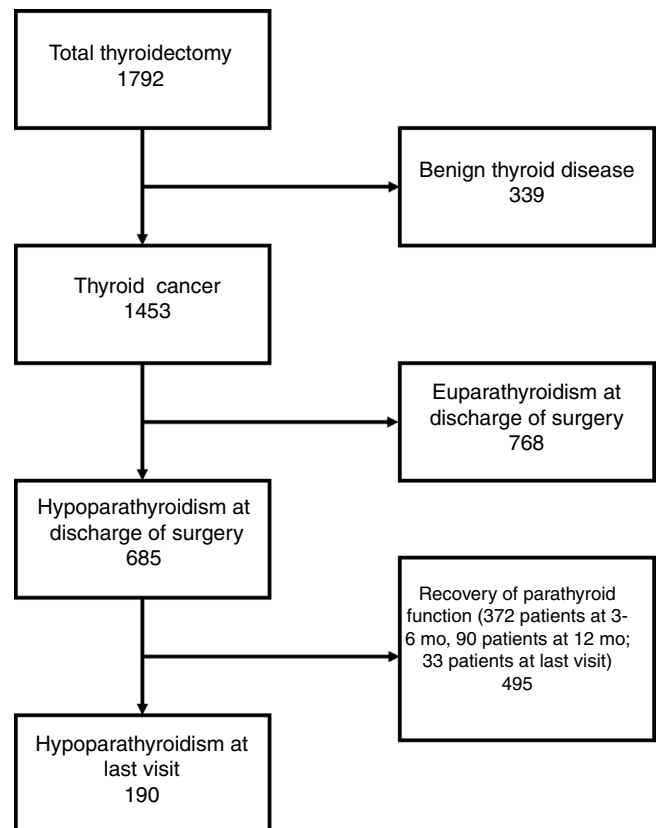 Total thyroidectomy
1792
Benign thyroid disease
339
Thyroid cancer
1453
Euparathyroidism at
discharge of surgery
768
Hypoparathyroidism at
discharge of surgery
685
Recovery of parathyroid
function (372 patients at 3-
6 mo, 90 patients at 12 mo;
33 patients at last visit)
495
Hypoparathyroidism at
last visit
190